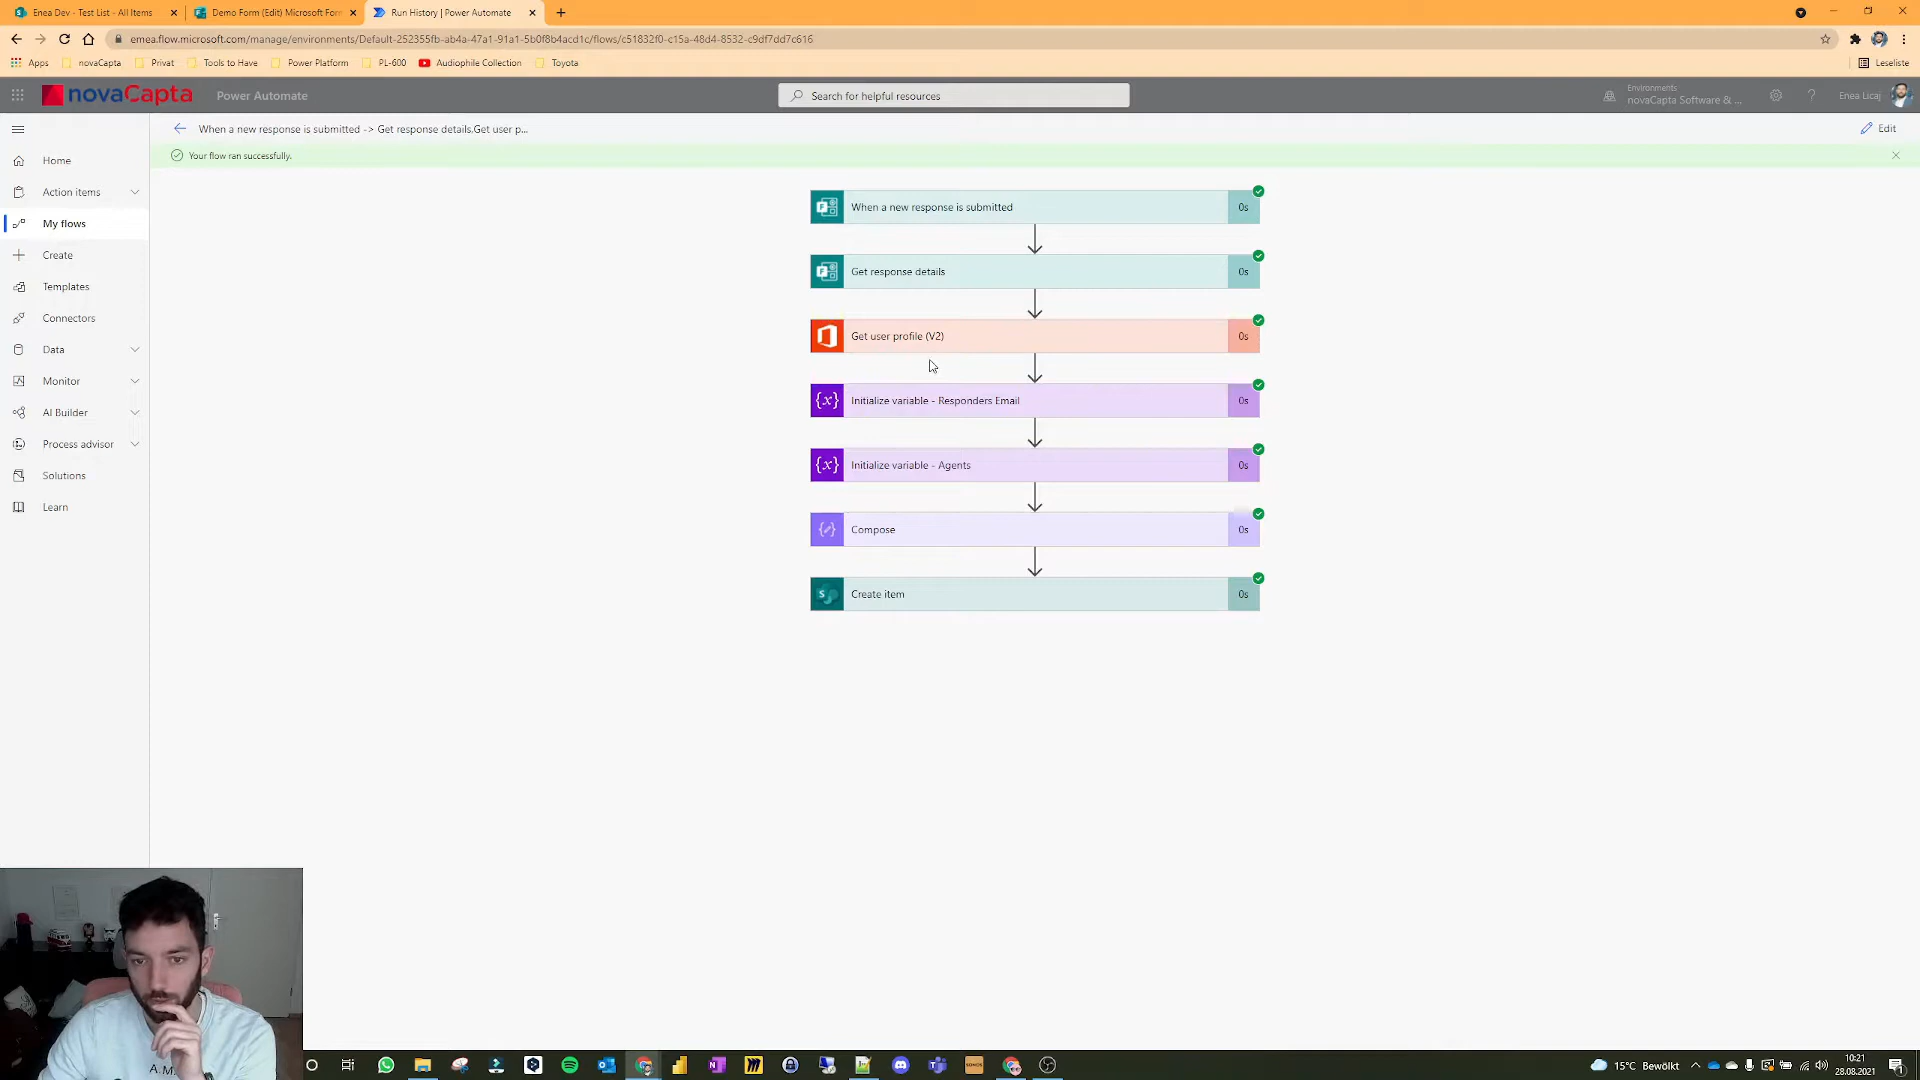 Enea Dev - Test List - All Items
Demo Form (Edit) Microsoft For
Run History | Power Automate
emea.flow.microsoft.com/manage/environments/Default-252355fb-ab4a-47a1-91a1-5b0f8b4acd1c/flows/c51832f0-c15a-48d4-8532-c9df7dd7c616
Apps
novaCapta
Privat
Tools to Have
Power Platform
PL-600
Audiophile Collection
Toyota
Leseliste
novaCapta
Power Automate
Search for helpful resources
Environments
novaCapta Software & ...
Enea Licaj
When a new response is submitted -> Get response details,Get user p...
Edit
Your flow ran successfully.
Home
Action items
My flows
Create
Templates
Connectors
Data
Monitor
AI Builder
Process advisor
Solutions
Learn
When a new response is submitted
0s
Get response details
0s
Get user profile (V2)
0s
Initialize variable - Responders Email
0s
Initialize variable - Agents
0s
Compose
0s
Create item
0s
A.M.
15°C Bewölkt
10:21
28.08.2021